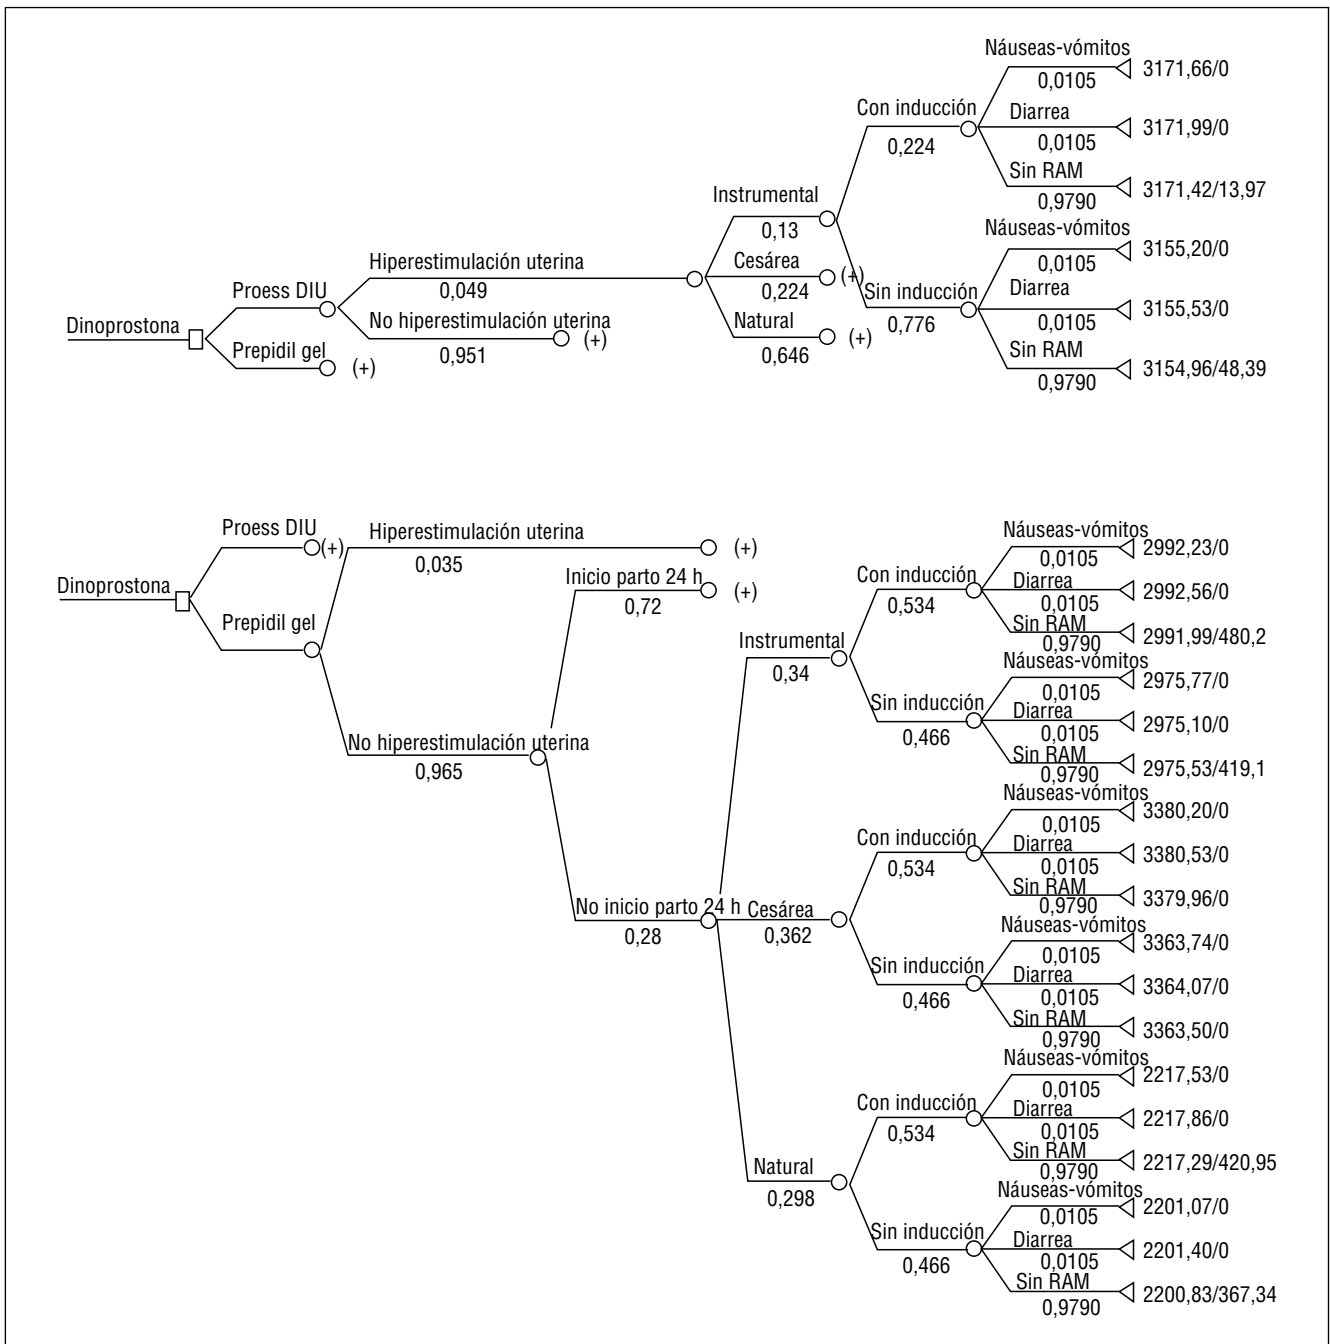 Náuseas-vómitos
0,0105
3171,66/0
Con inducción
0,224
Diarrea
0,0105
3171,99/0
Sin RAM
0,9790
3171,42/13,97
Instrumental
0,13
Náuseas-vómitos
0,0105
3155,20/0
Hiperestimulación uterina
0,049
Cesárea
0,224
(+)
Sin inducción
0,776
Diarrea
0,0105
3155,53/0
Proess DIU
Dinoprostona
No hiperestimulación uterina
0,951
(+)
Natural
0,646
(+)
Sin RAM
0,9790
3154,96/48,39
Prepidil gel
(+)
Proess DIU
(+)
Hiperestimulación uterina
0,035
(+)
Náuseas-vómitos
0,0105
2992,23/0
Dinoprostona
Inicio parto 24 h
0,72
(+)
Con inducción
0,534
Diarrea
0,0105
2992,56/0
Sin RAM
0,9790
2991,99/480,2
Prepidil gel
Instrumental
0,34
Náuseas-vómitos
0,0105
2975,77/0
Sin inducción
0,466
Diarrea
0,0105
2975,10/0
No hiperestimulación uterina
0,965
Sin RAM
0,9790
2975,53/419,1
Náuseas-vómitos
0,0105
3380,20/0
Con inducción
0,534
Diarrea
0,0105
3380,53/0
Sin RAM
0,9790
3379,96/0
No inicio parto 24 h
0,28
Cesárea
0,362
Náuseas-vómitos
0,0105
3363,74/0
Sin inducción
0,466
Diarrea
0,0105
3364,07/0
Sin RAM
0,9790
3363,50/0
Náuseas-vómitos
0,0105
2217,53/0
Con inducción
0,534
Diarrea
0,0105
2217,86/0
Sin RAM
0,9790
2217,29/420,95
Natural
0,298
Náuseas-vómitos
0,0105
2201,07/0
Sin inducción
0,466
Diarrea
0,0105
2201,40/0
Sin RAM
0,9790
2200,83/367,34